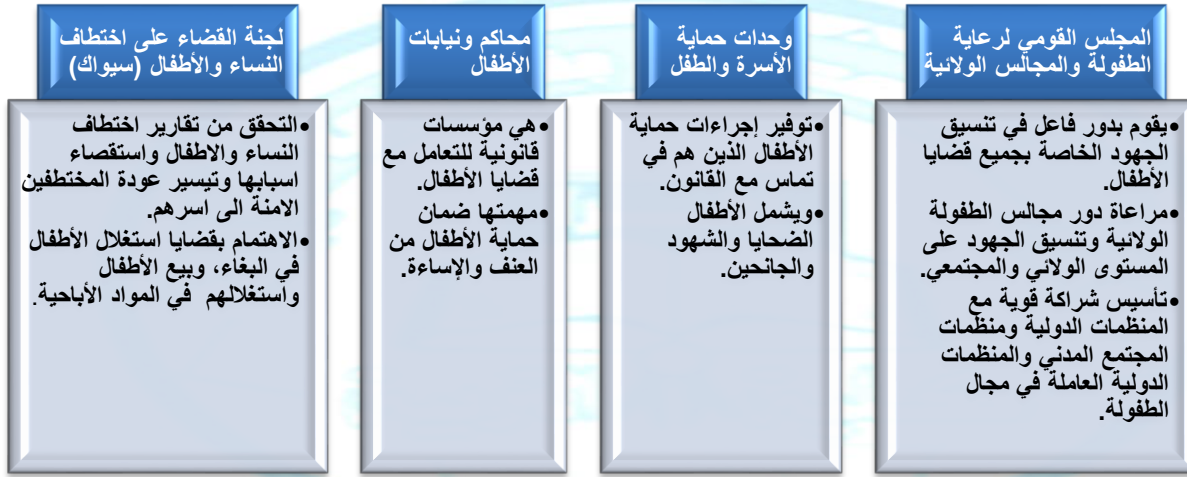 المجلس القومي لرعاية
الطفولة والمجالس الولائية
•يقوم بدور فاعل في تنسيق
الجهود الخاصة بجميع قضايا
الأطفال.
•مراعاة دور مجالس الطفولة
الولائية وتنسيق الجهود على
المستوى الولائي والمجتمعي.
•تأسيس شراكة قوية مع
المنظمات الدولية ومنظمات
المجتمع المدني والمنظمات
الدولية العاملة في مجال
الطفولة.
وحدات حماية
الأسرة والطفل
•توفير إجراءات حماية
الأطفال الذين هم في
تماس مع القانون.
•ويشمل الأطفال
الضحايا والشهود
والجانحين.
محاكم ونيابات
الأطفال
•هي مؤسسات
قانونية للتعامل مع
قضايا الأطفال.
•مهمتها ضمان
حماية الأطفال من
العنف والإساءة.
لجنة القضاء على اختطاف
النساء والأطفال (سيواك)
•التحقق من تقارير اختطاف
النساء والاطفال واستقصاء
اسبابها وتيسير عودة المختطفين
الامنة الى اسرهم.
•الاهتمام بقضايا استغلال الأطفال
في البغاء، وبيع الأطفال
واستغلالهم في المواد الأباحية.